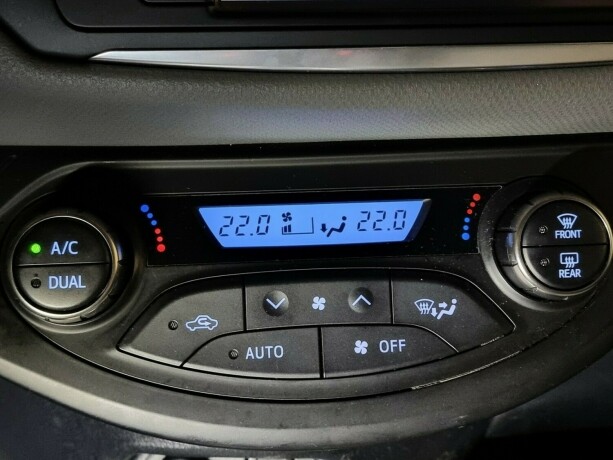 22.0 22.0
A/C
DUAL
FRONT
REAR
AUTO
OFF